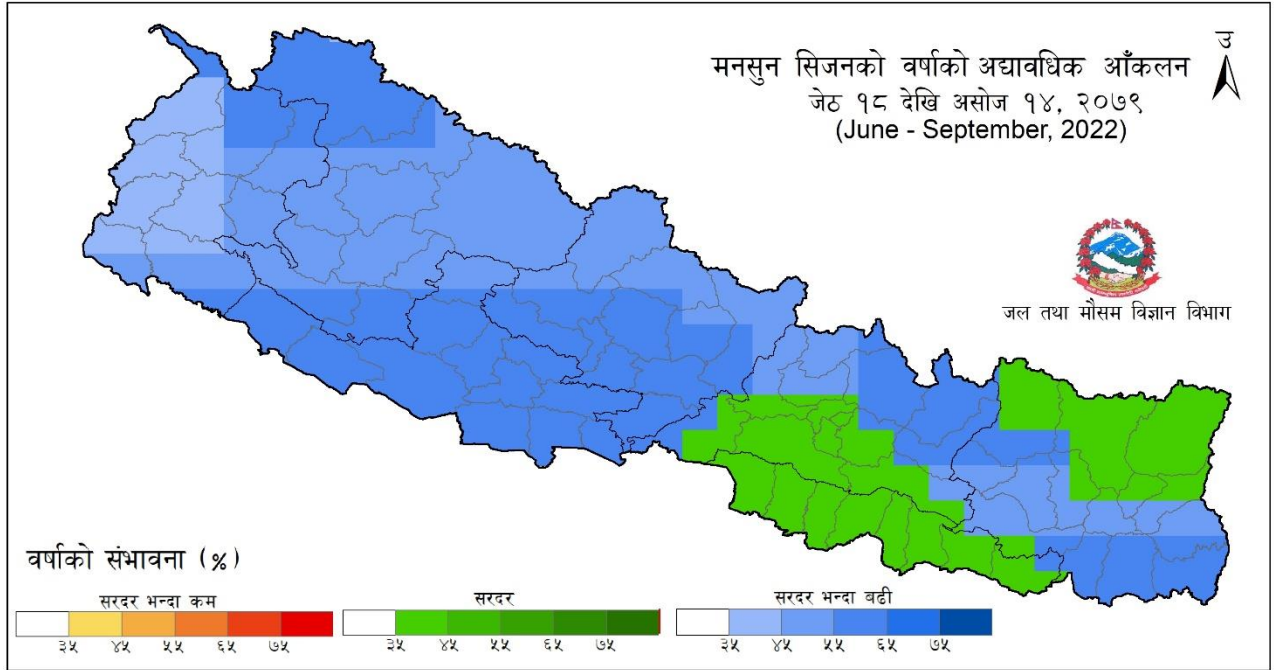 मनसुन सिजनको वर्षाको अद्यावधिक आँकलन
जेठ १८ देखि असोज १४, २०७९
(June - September, 2022)
उ
जल तथा मौसम विज्ञान विभाग
वर्षाको संभावना (%)
सरदर भन्दा कम
३५ ४५ ५५ ६५ ७५
सरदर
३५ ४५ ५५ ६५ ७५
सरदर भन्दा बढी
३५ ४५ ५५ ६५ ७५